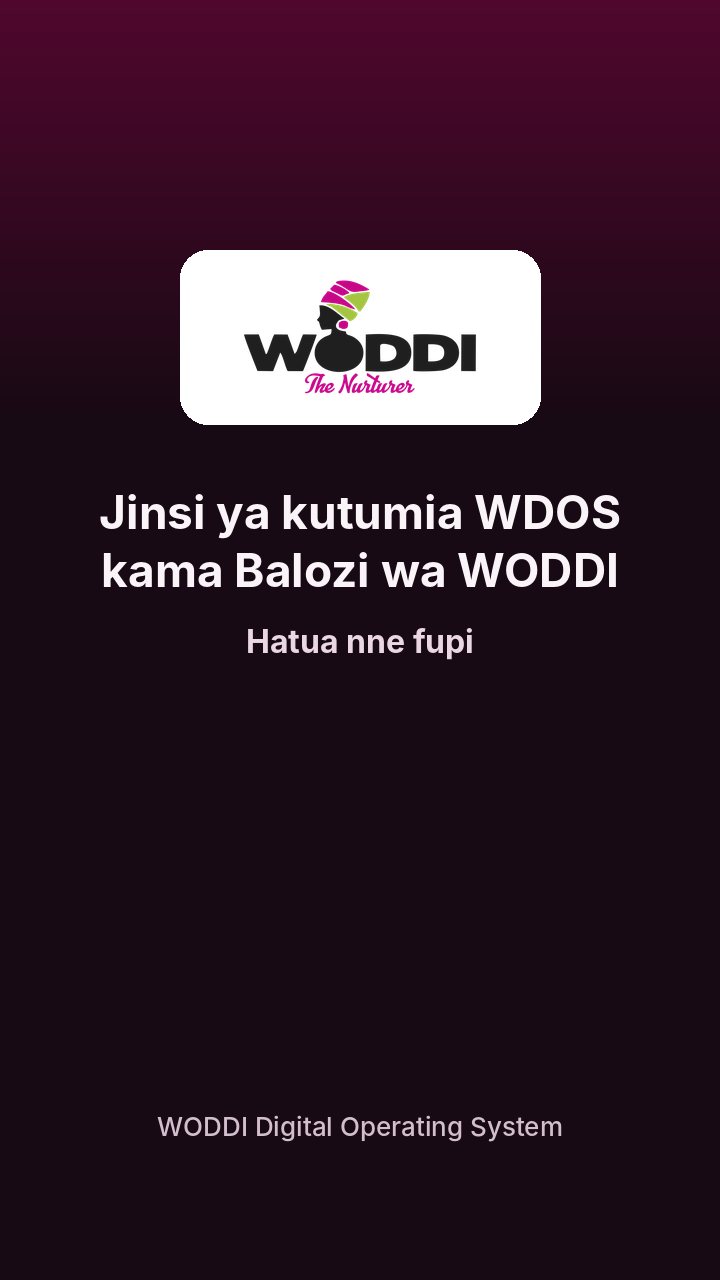 WODDI
The Nurturer
Jinsi ya kutumia WDOS
kama Balozi wa WODDI
Hatua nne fupi
WODDI Digital Operating System